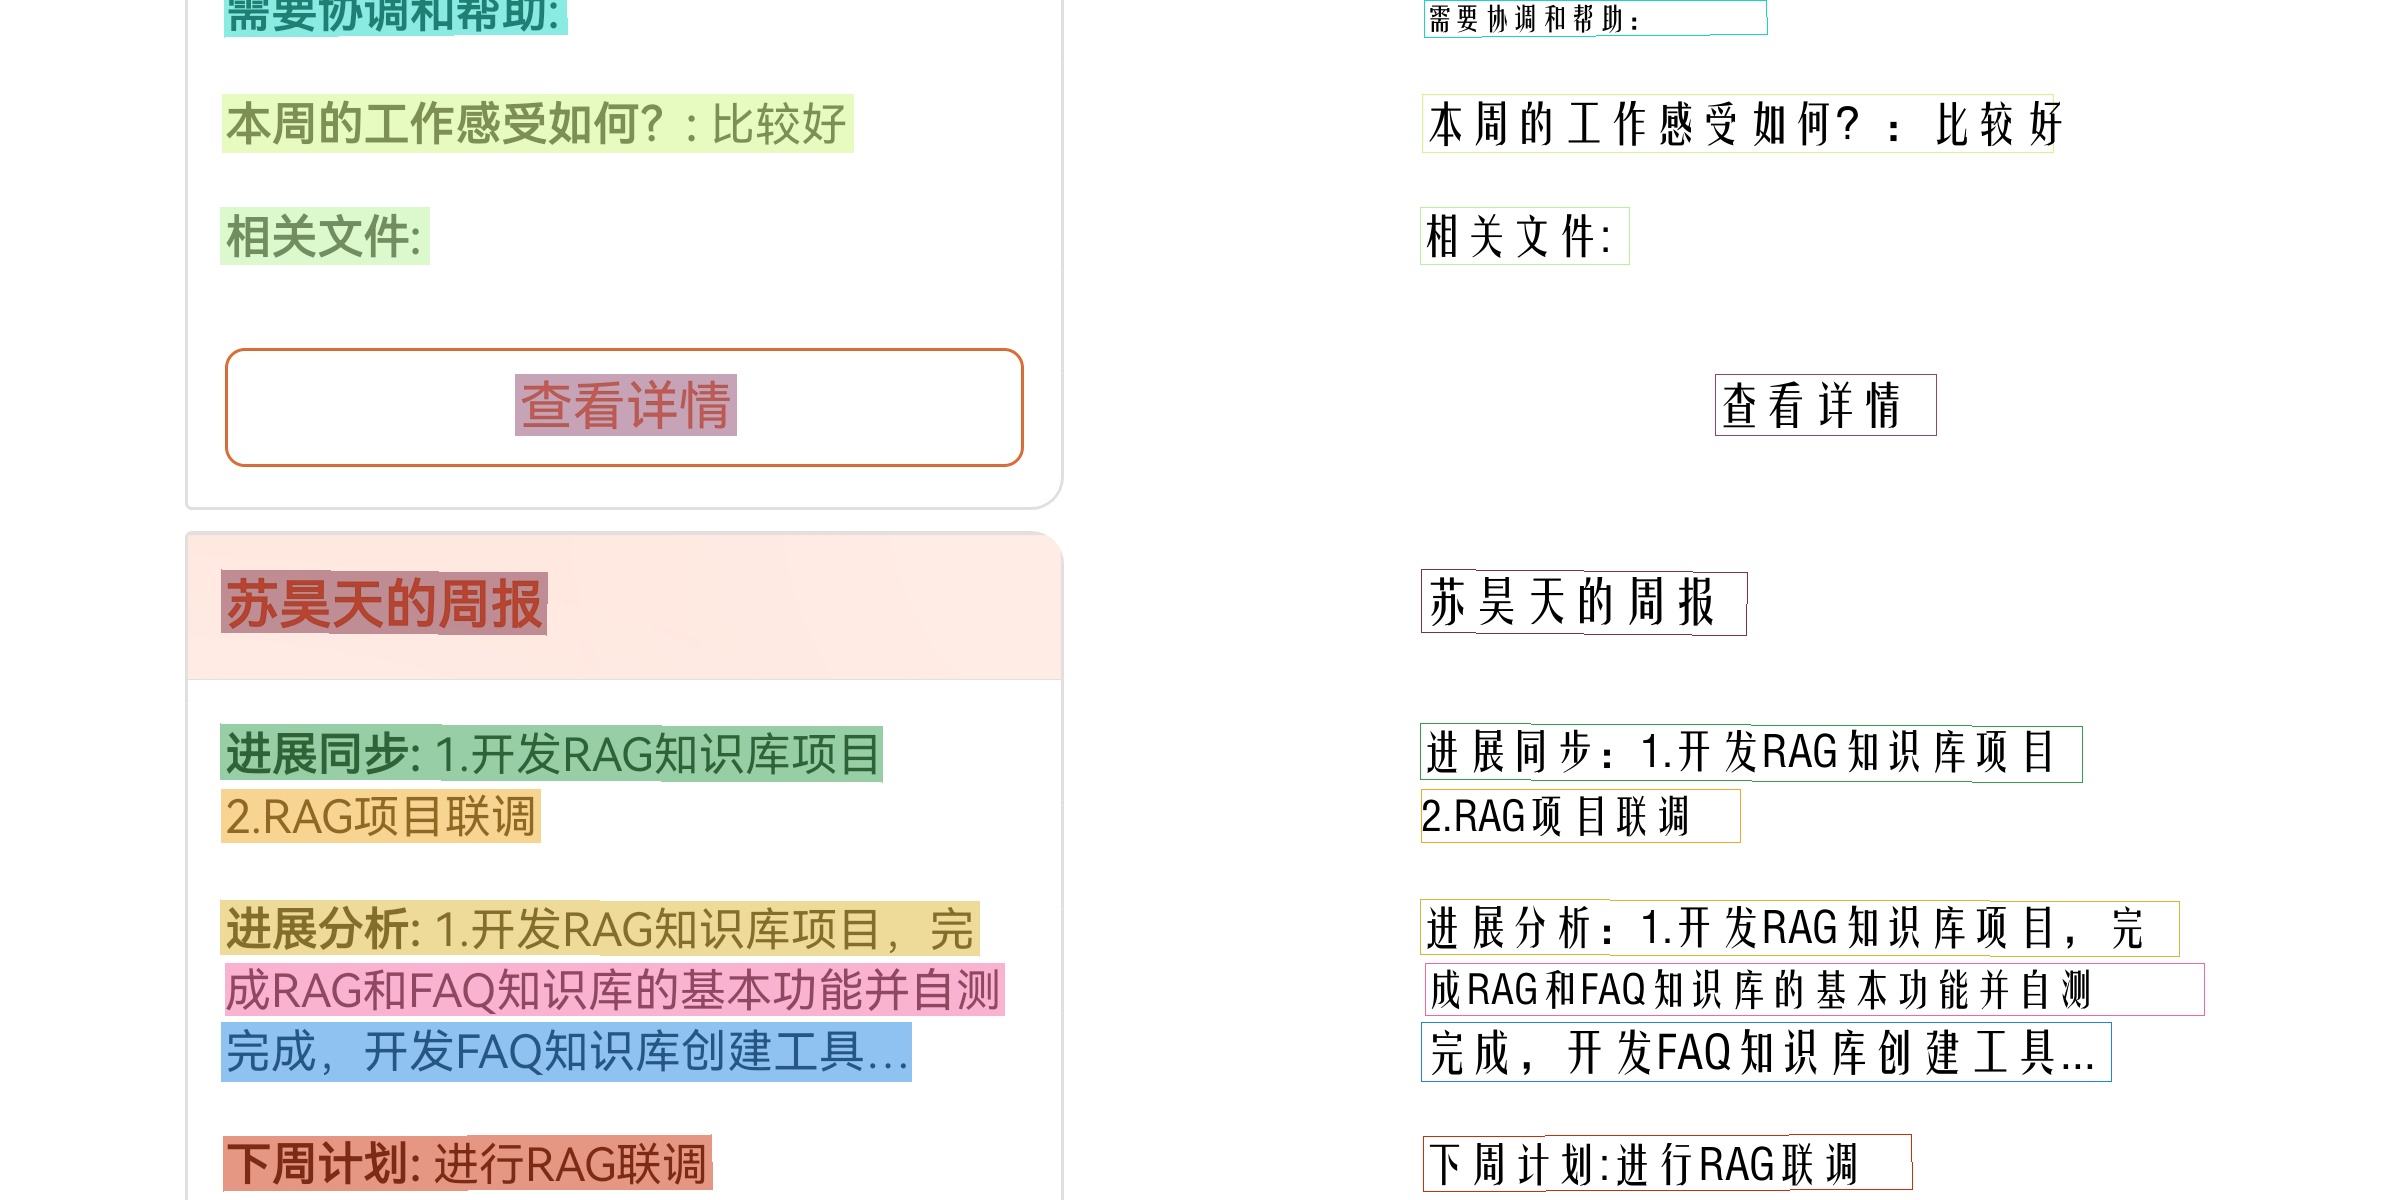 需要协调和帮助:
本周的工作感受如何？: 比较好
相关文件:
查看详情
苏昊天的周报
进展同步: 1.开发RAG知识库项目
2.RAG项目联调
进展分析: 1.开发RAG知识库项目，完
成RAG和FAQ知识库的基本功能并自测
完成，开发FAQ知识库创建工具...
下周计划: 进行RAG联调
需要协调和帮助：
本周的工作感受如何?：比较好
相关文件:
查看详情
苏昊天的周报
进展同步：1.开发RAG知识库项目
2.RAG项目联调
进展分析：1.开发RAG知识库项目，完
成RAG和FAQ知识库的基本功能并自测
完成，开发FAQ知识库创建工具...
下周计划:进行RAG联调